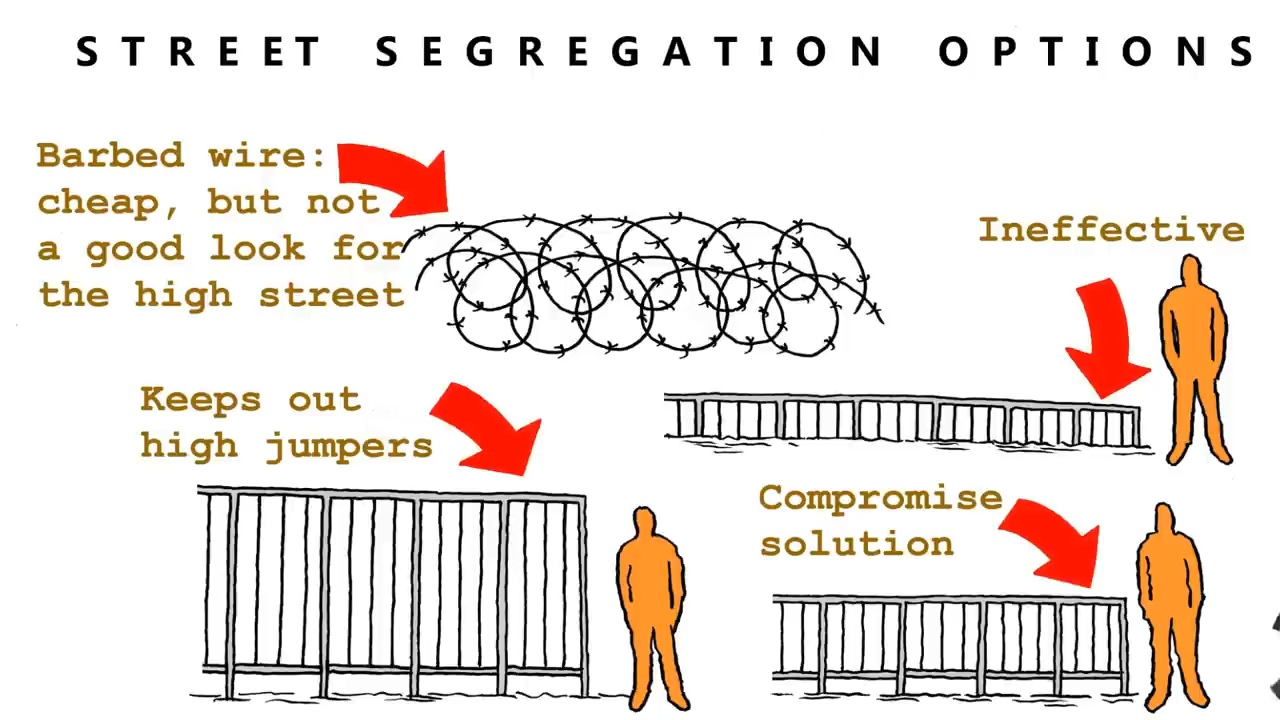 STREET SEGREGATION OPTIONS
Barbed wire:
cheap, but not
a good look for
the high street
Ineffective
Keeps out
high jumpers
Compromise
solution